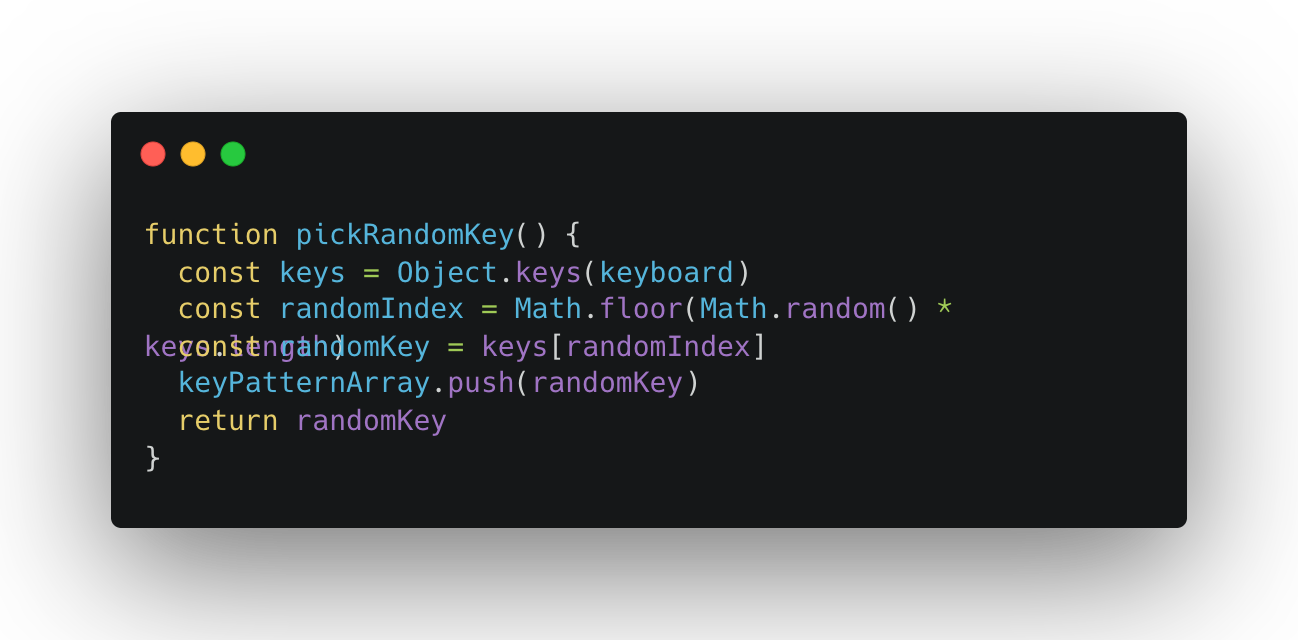 function pickRandomKey() {
  const keys = Object.keys(keyboard)
  const randomIndex = Math.floor(Math.random() *
keys.length)
  const randomKey = keys[randomIndex]
  keyPatternArray.push(randomKey)
  return randomKey
}